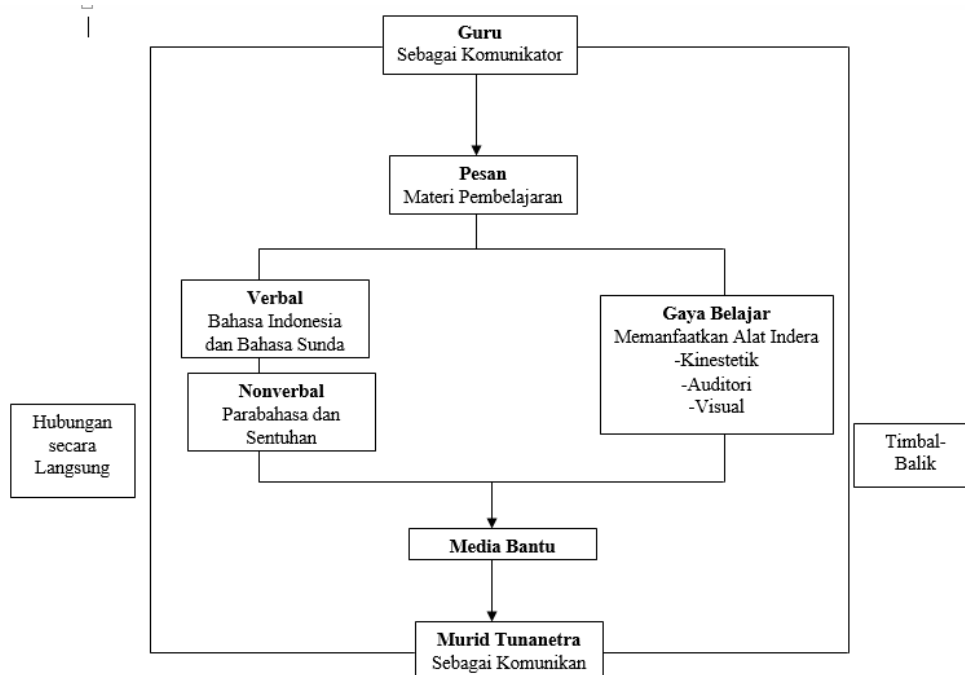 Guru
Sebagai Komunikator
Pesan
Materi Pembelajaran
Verbal
Bahasa Indonesia
dan Bahasa Sunda
Nonverbal
Parabahasa dan
Sentuhan
Gaya Belajar
Memanfaatkan Alat Indera
-Kinestetik
-Auditori
-Visual
Hubungan
secara
Langsung
Timbal-
Balik
Media Bantu
Murid Tunanetra
Sebagai Komunikan